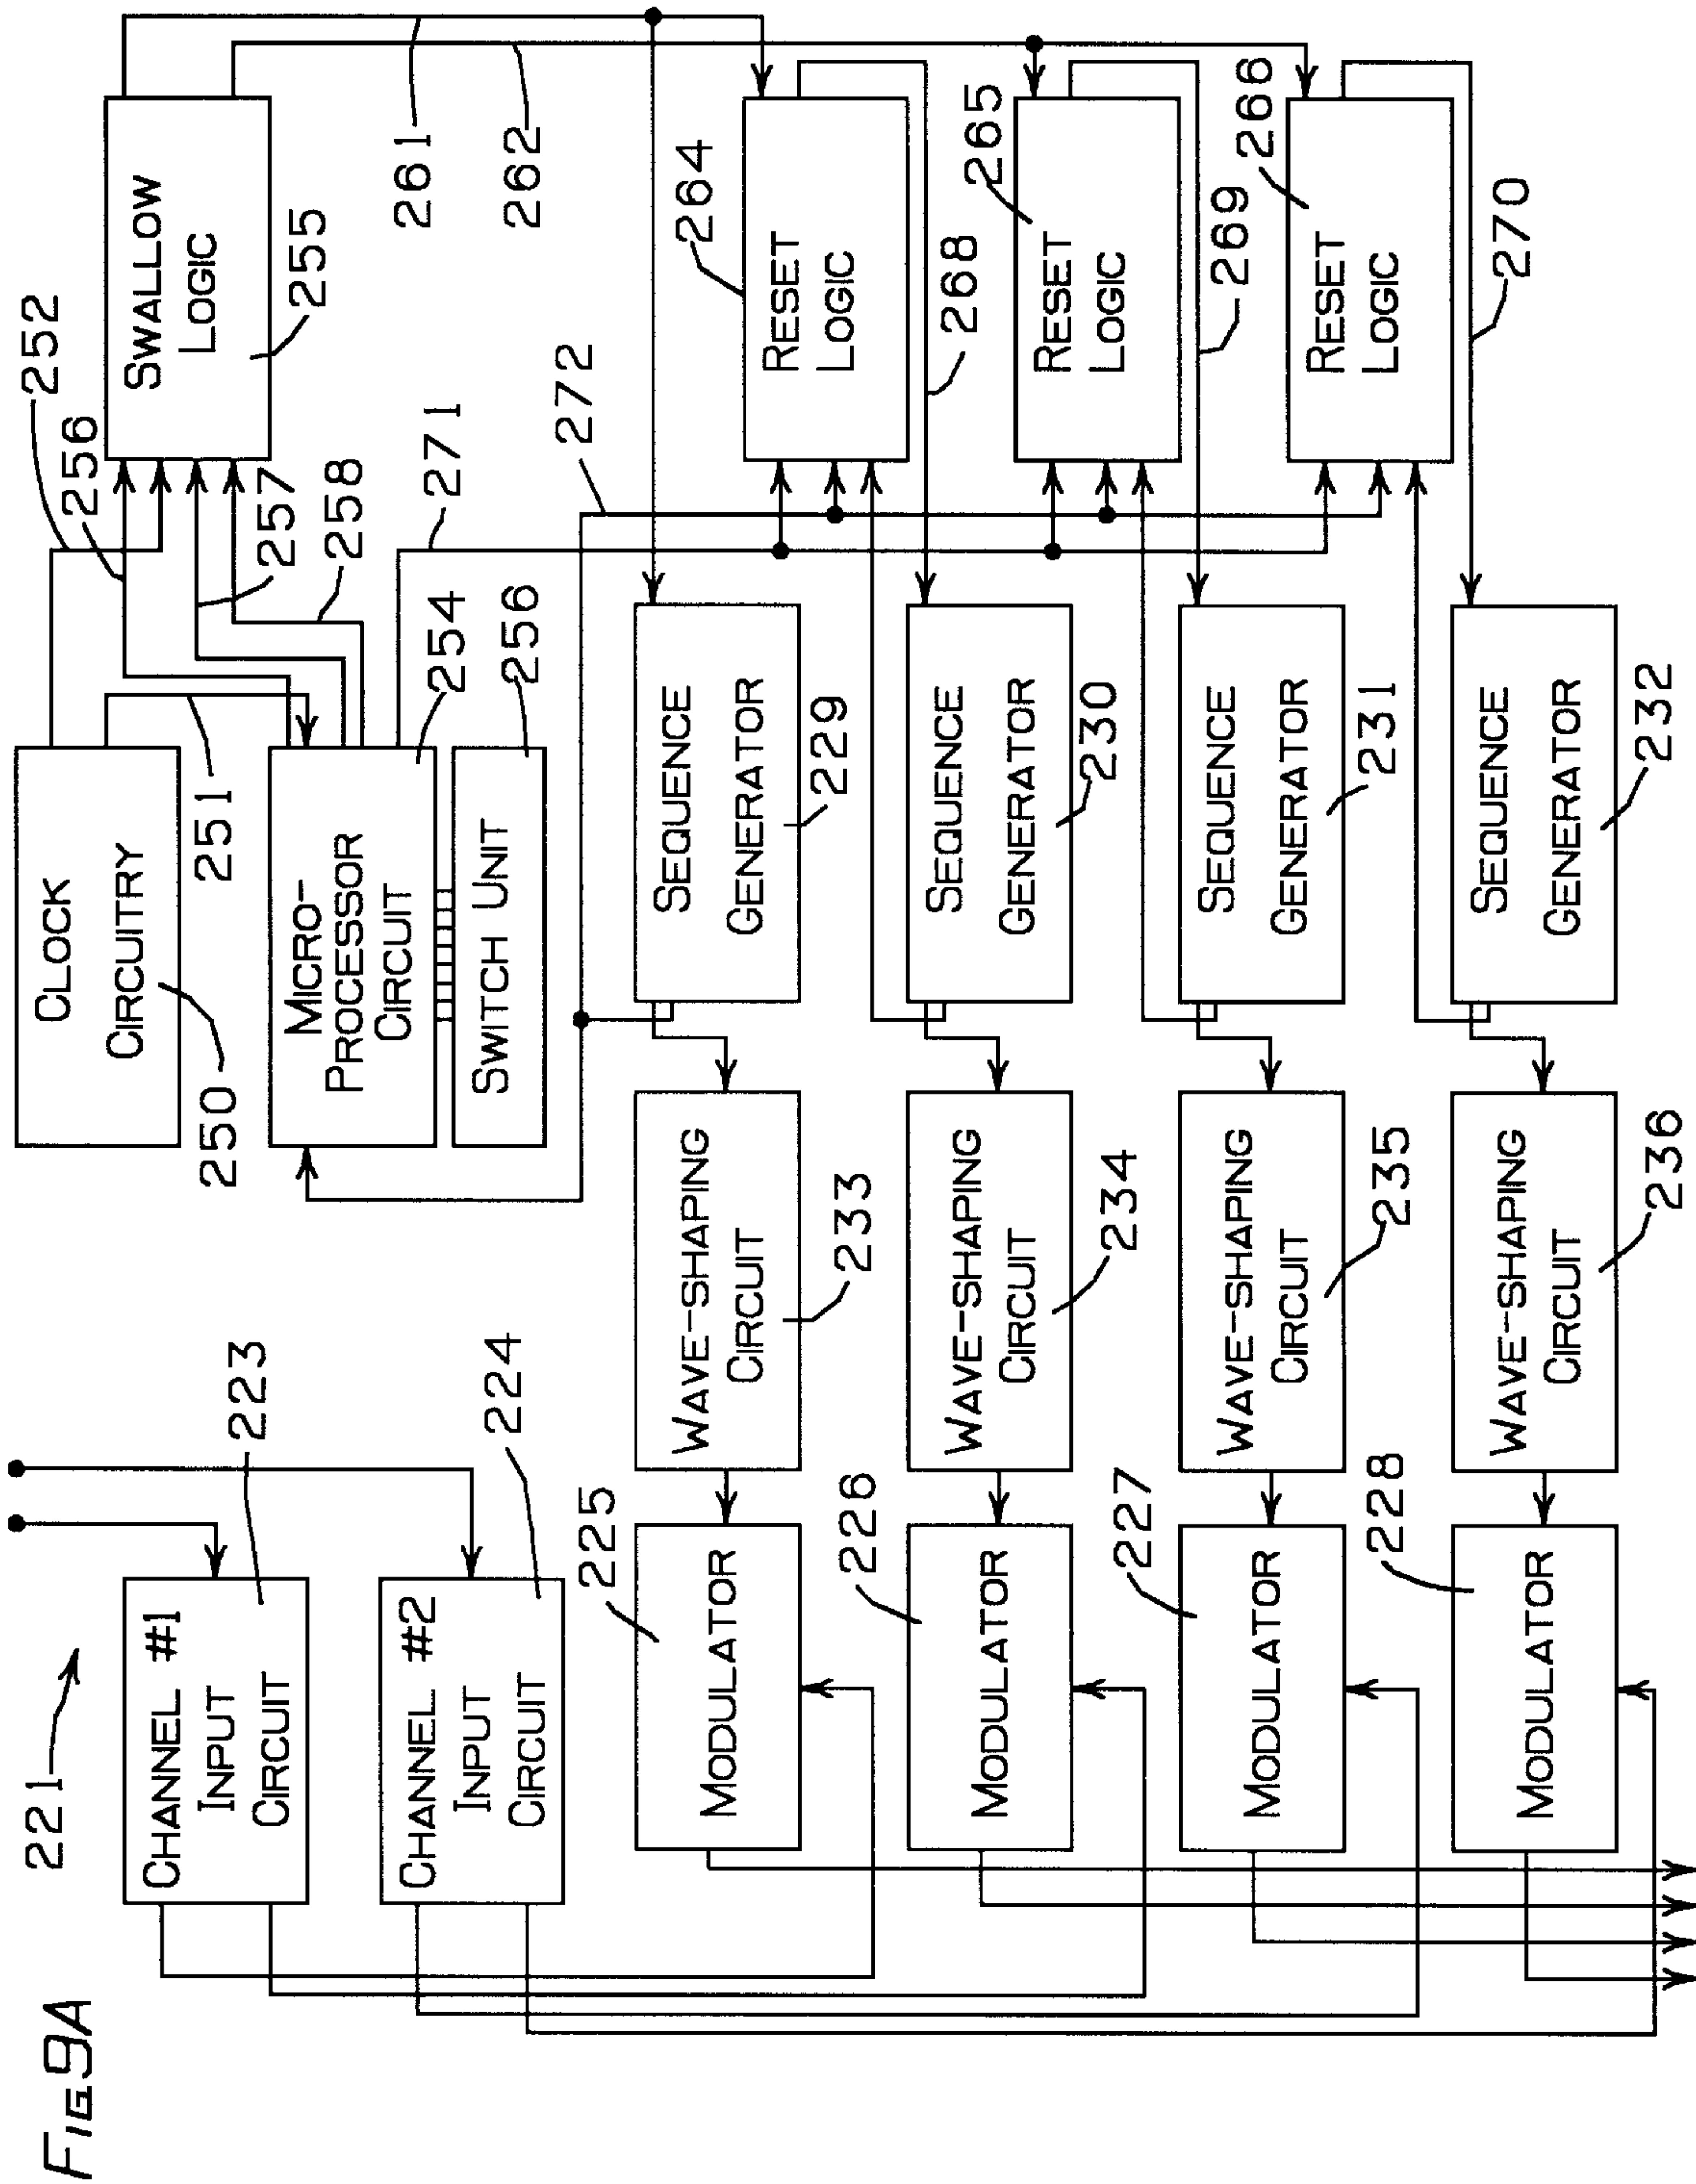 FIG 9A
221
CHANNEL #1
INPUT
CIRCUIT
223
CHANNEL #2
INPUT
CIRCUIT
224
CLOCK
CIRCUITRY
250
251
252
256
257
258
MICRO-
PROCESSOR
CIRCUIT
254
SWITCH UNIT
256
271
272
SWALLOW
LOGIC
255
261
262
MODULATOR
225
WAVE-SHAPING
CIRCUIT
233
SEQUENCE
GENERATOR
229
RESET
LOGIC
264
268
MODULATOR
226
WAVE-SHAPING
CIRCUIT
234
SEQUENCE
GENERATOR
230
RESET
LOGIC
265
269
MODULATOR
227
WAVE-SHAPING
CIRCUIT
235
SEQUENCE
GENERATOR
231
RESET
LOGIC
266
270
MODULATOR
228
WAVE-SHAPING
CIRCUIT
236
SEQUENCE
GENERATOR
232